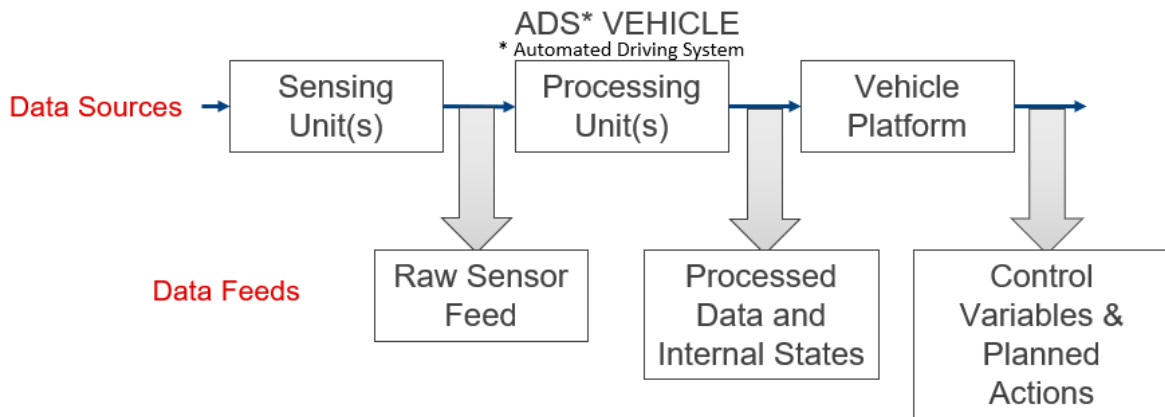 ADS* VEHICLE
* Automated Driving System
Data Sources
Sensing
Unit(s)
Processing
Unit(s)
Vehicle
Platform
Data Feeds
Raw Sensor
Feed
Processed
Data and
Internal States
Control
Variables &
Planned
Actions